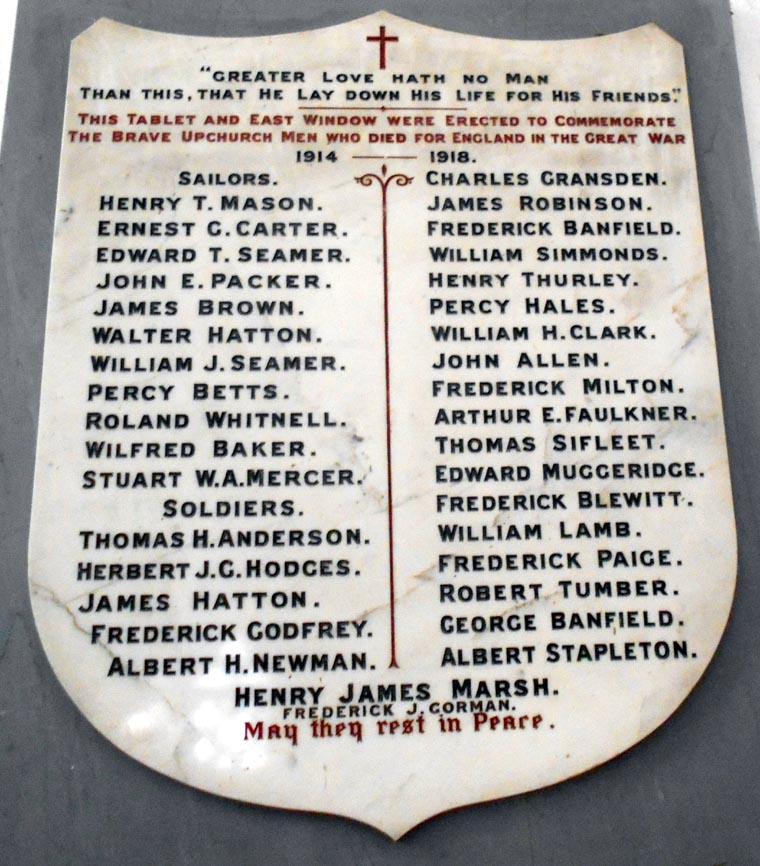 "GREATER LOVE HATH NO MAN
THAN THIS, THAT HE LAY DOWN HIS LIFE FOR HIS FRIENDS."
THIS TABLET AND EAST WINDOW WERE ERECTED TO COMMEMORATE
THE BRAVE UPCHURCH MEN WHO DIED FOR ENGLAND IN THE GREAT WAR
1914 — 1918.
SAILORS.
HENRY T. MASON.
ERNEST G. CARTER.
EDWARD T. SEAMER.
JOHN E. PACKER.
JAMES BROWN.
WALTER HATTON.
WILLIAM J. SEAMER.
PERCY BETTS.
ROLAND WHITNELL.
WILFRED BAKER.
STUART W.A. MERCER.
SOLDIERS.
THOMAS H. ANDERSON.
HERBERT J.G. HODGES.
JAMES HATTON.
FREDERICK GODFREY.
ALBERT H. NEWMAN.
CHARLES GRANSDEN.
JAMES ROBINSON.
FREDERICK BANFIELD.
WILLIAM SIMMONDS.
HENRY THURLEY.
PERCY HALES.
WILLIAM H. CLARK.
JOHN ALLEN.
FREDERICK MILTON.
ARTHUR E. FAULKNER.
THOMAS SIFLEET.
EDWARD MUGGERIDGE.
FREDERICK BLEWITT.
WILLIAM LAMB.
FREDERICK PAIGE.
ROBERT TUMBER.
GEORGE BANFIELD.
ALBERT STAPLETON.
HENRY JAMES MARSH.
FREDERICK J. GORMAN.
May they rest in Peace.